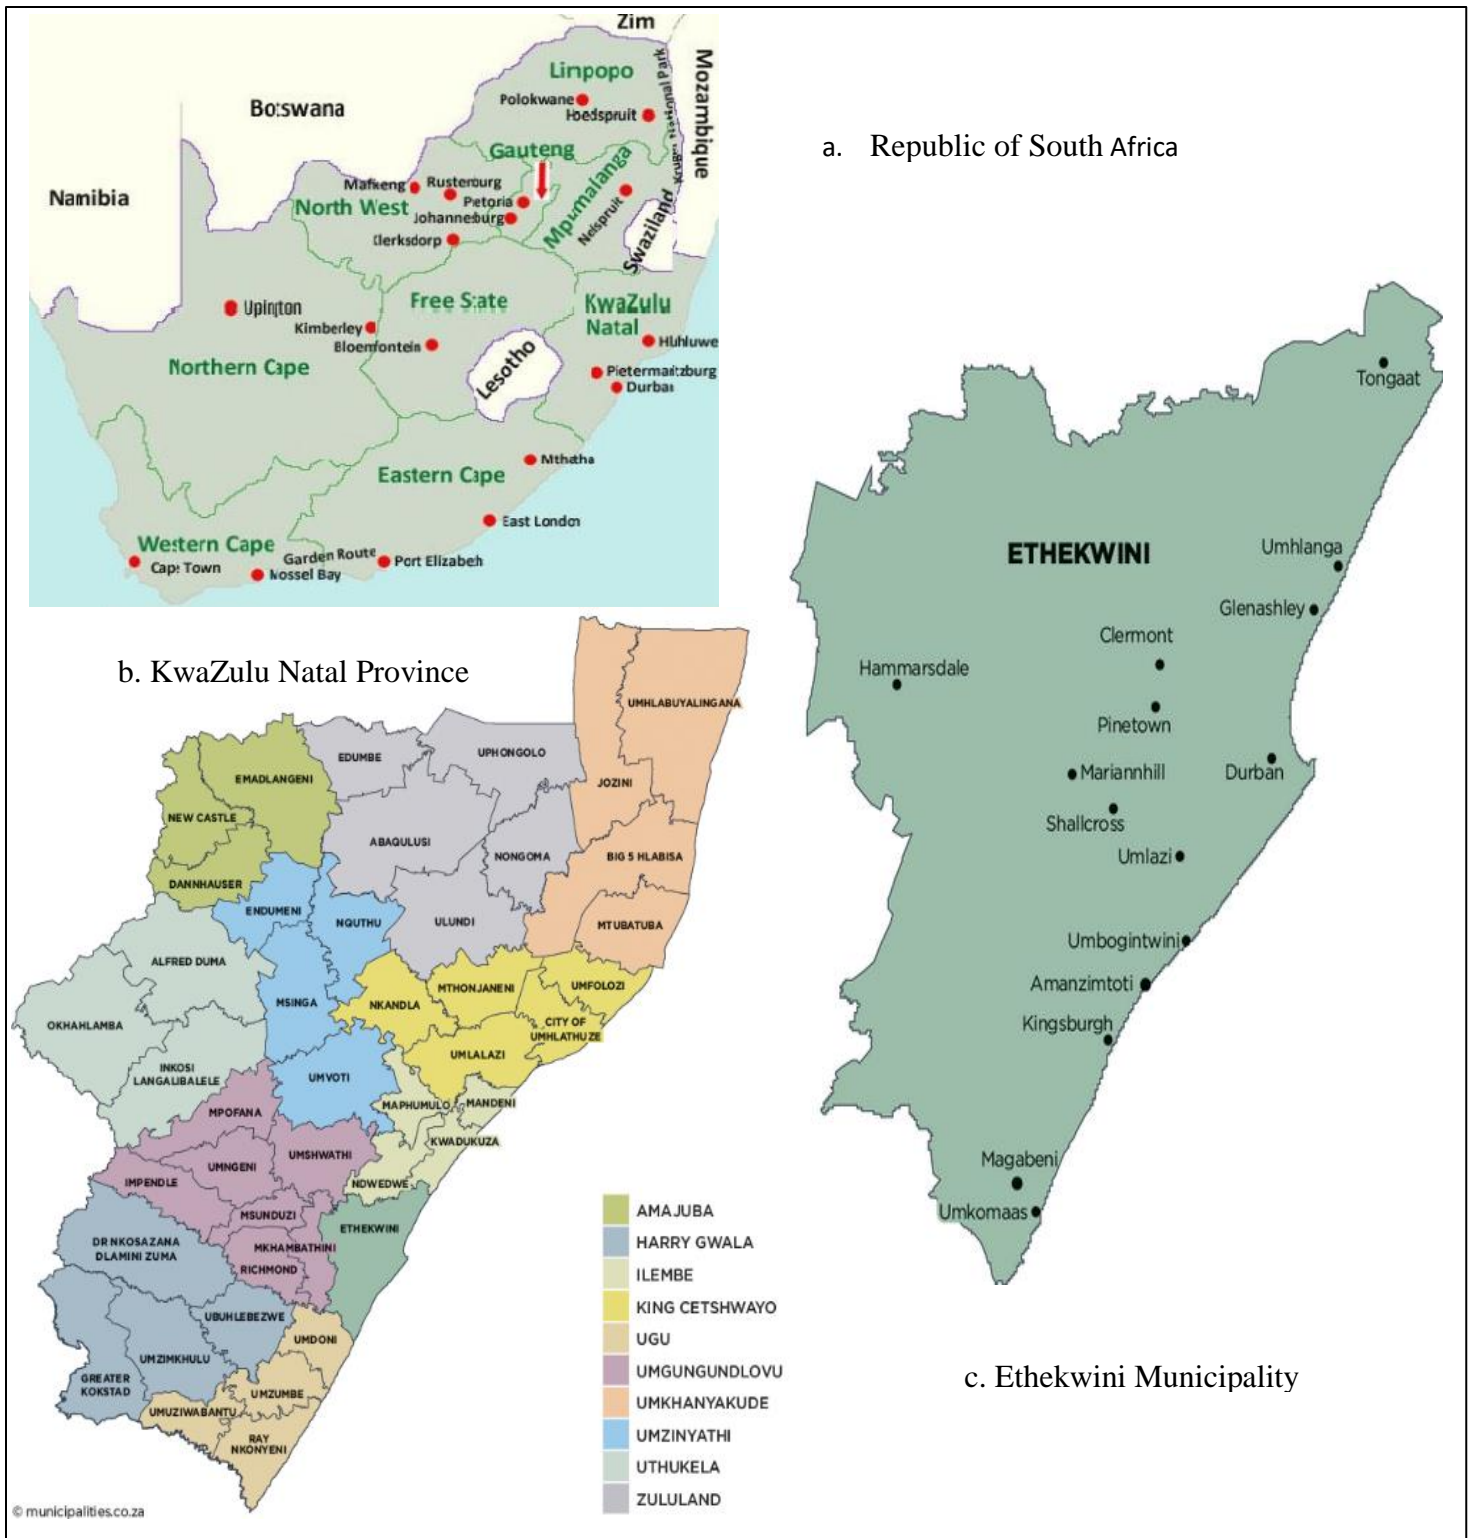 Zim
Limpopo
Polokwane
Hoedspruit
Mozambique
Botswana
Gauteng
Mafikeng
Rustenburg
Mpumalanga
Namibia
North West
Pretoria
Johannesburg
Nelspruit
Swaziland
Klerksdorp
Upington
Free State
KwaZulu
Natal
Kimberley
Bloemfontein
Hluhluwe
Northern Cape
Lesotho
Pietermaritzburg
Durban
Eastern Cape
Mthatha
East London
Western Cape
Garden Route
Cape Town
Mossel Bay
Port Elizabeth
a. Republic of South Africa
b. KwaZulu Natal Province
UMHLABUYALINGANA
EDUMBE
UPHONGOLO
EMADLANGENI
JOZINI
NEW CASTLE
ABAQULUSI
NONGOMA
BIG 5 HLABISA
DANNHAUSER
ENDUMENI
NQUTHU
ULUNDI
MTUBATUBA
ALFRED DUMA
MSINGA
NKANDLA
MTHONJANENI
UMFOLOZI
OKHAHLAMBA
CITY OF
UMHLATHUZE
UMLALAZI
INKOSI
LANGALIBALELE
UMVOTI
MAPHUMULO
MANDENI
MPOFANA
KWADUKUZA
UMSHWATHI
UMNGENI
IMPENDLE
NDWEDWE
MSUNDUZI
ETHEKWINI
DR NKOSAZANA
DLAMINI ZUMA
MKHAMBATHINI
RICHMOND
UBUHLEBEZWE
UMDONI
UMZIMKHULU
GREATER
KOKSTAD
UMZUMBE
UMUZIWABANTU
RAY
NKONYENI
AMAJUBA
HARRY GWALA
ILEMBE
KING CETSHWAYO
UGU
UMGUNGUNDLOVU
UMKHANYAKUDE
UMZINYATHI
UTHUKELA
ZULULAND
© municipalities.co.za
Tongaat
ETHEKWINI
Umhlanga
Glenashley
Clermont
Hammarsdale
Pinetown
Mariannhill
Durban
Shallcross
Umlazi
Umbogintwini
Amanzimtoti
Kingsburgh
Magabeni
Umkomaas
c. Ethekwini Municipality